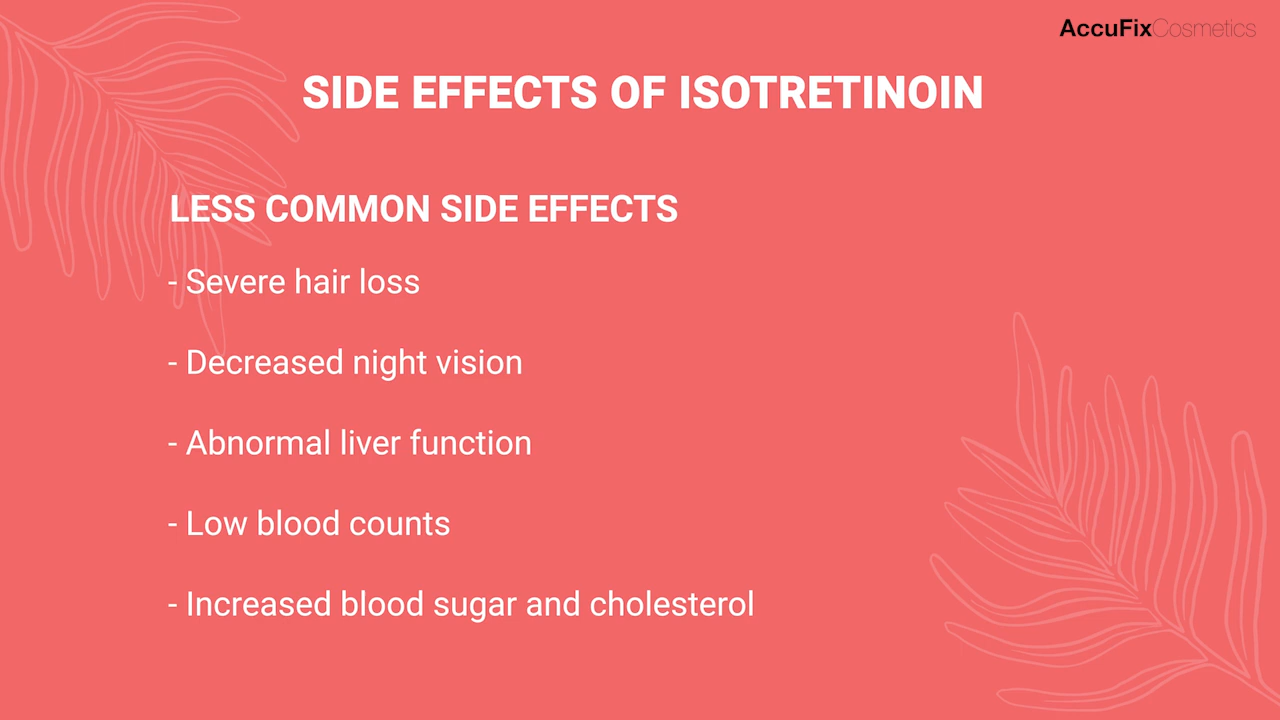 AccuFixCosmetics
SIDE EFFECTS OF ISOTRETINOIN
LESS COMMON SIDE EFFECTS
- Severe hair loss
- Decreased night vision
- Abnormal liver function
- Low blood counts
- Increased blood sugar and cholesterol